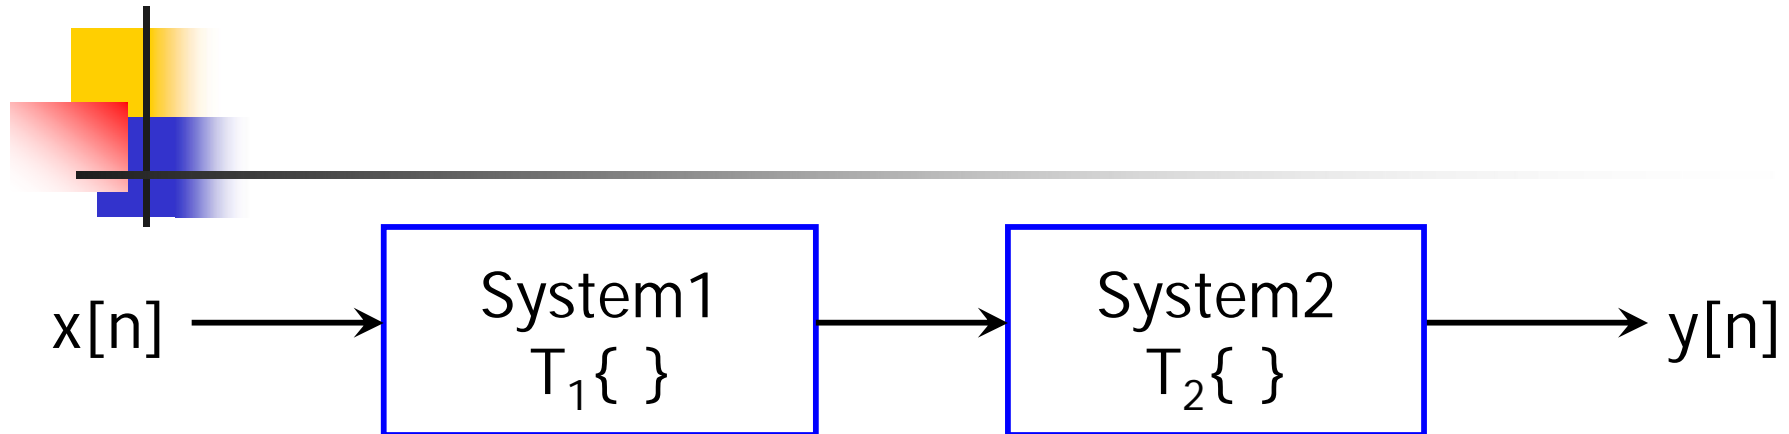 x[n]
System1
T₁{ }
System2
T₂{ }
y[n]